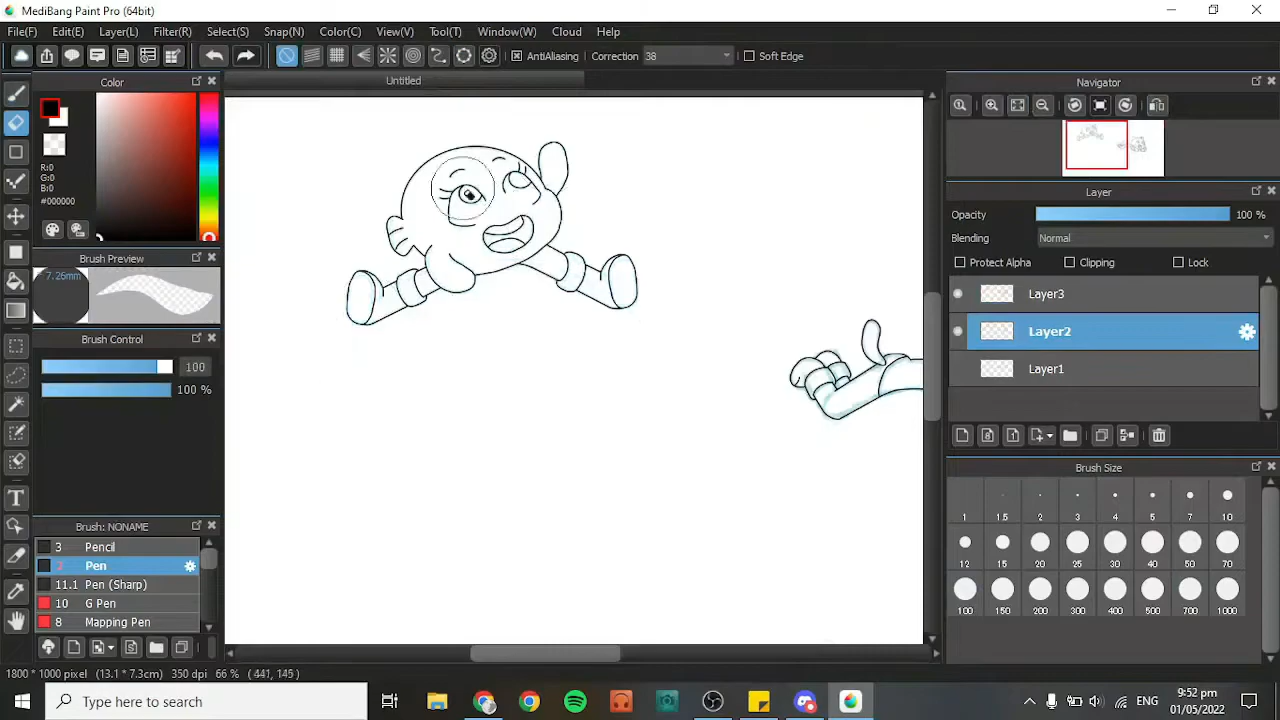 MediBang Paint Pro (64bit)
File(F) Edit(E) Layer(L) Filter(R) Select(S) Snap(N) Color(C) View(V) Tool(T) Window(W) Cloud Help
AntiAliasing Correction 38 Soft Edge
Color
Untitled
Navigator
R:0
G:0
B:0
#000000
Layer
Opacity 100 %
Blending Normal
Protect Alpha Clipping Lock
Brush Preview
7.26mm
Layer3
Layer2
Layer1
Brush Control
100
100 %
Brush Size
1 1.5 2 3 4 5 7 10
12 15 20 25 30 40 50 70
100 150 200 300 400 500 700 1000
Brush: NONAME
3 Pencil
2 Pen
11.1 Pen (Sharp)
10 G Pen
8 Mapping Pen
1800 * 1000 pixel (13.1 * 7.3cm) 350 dpi 66 % ( 441, 145 )
Type here to search
ENG
9:52 pm
01/05/2022